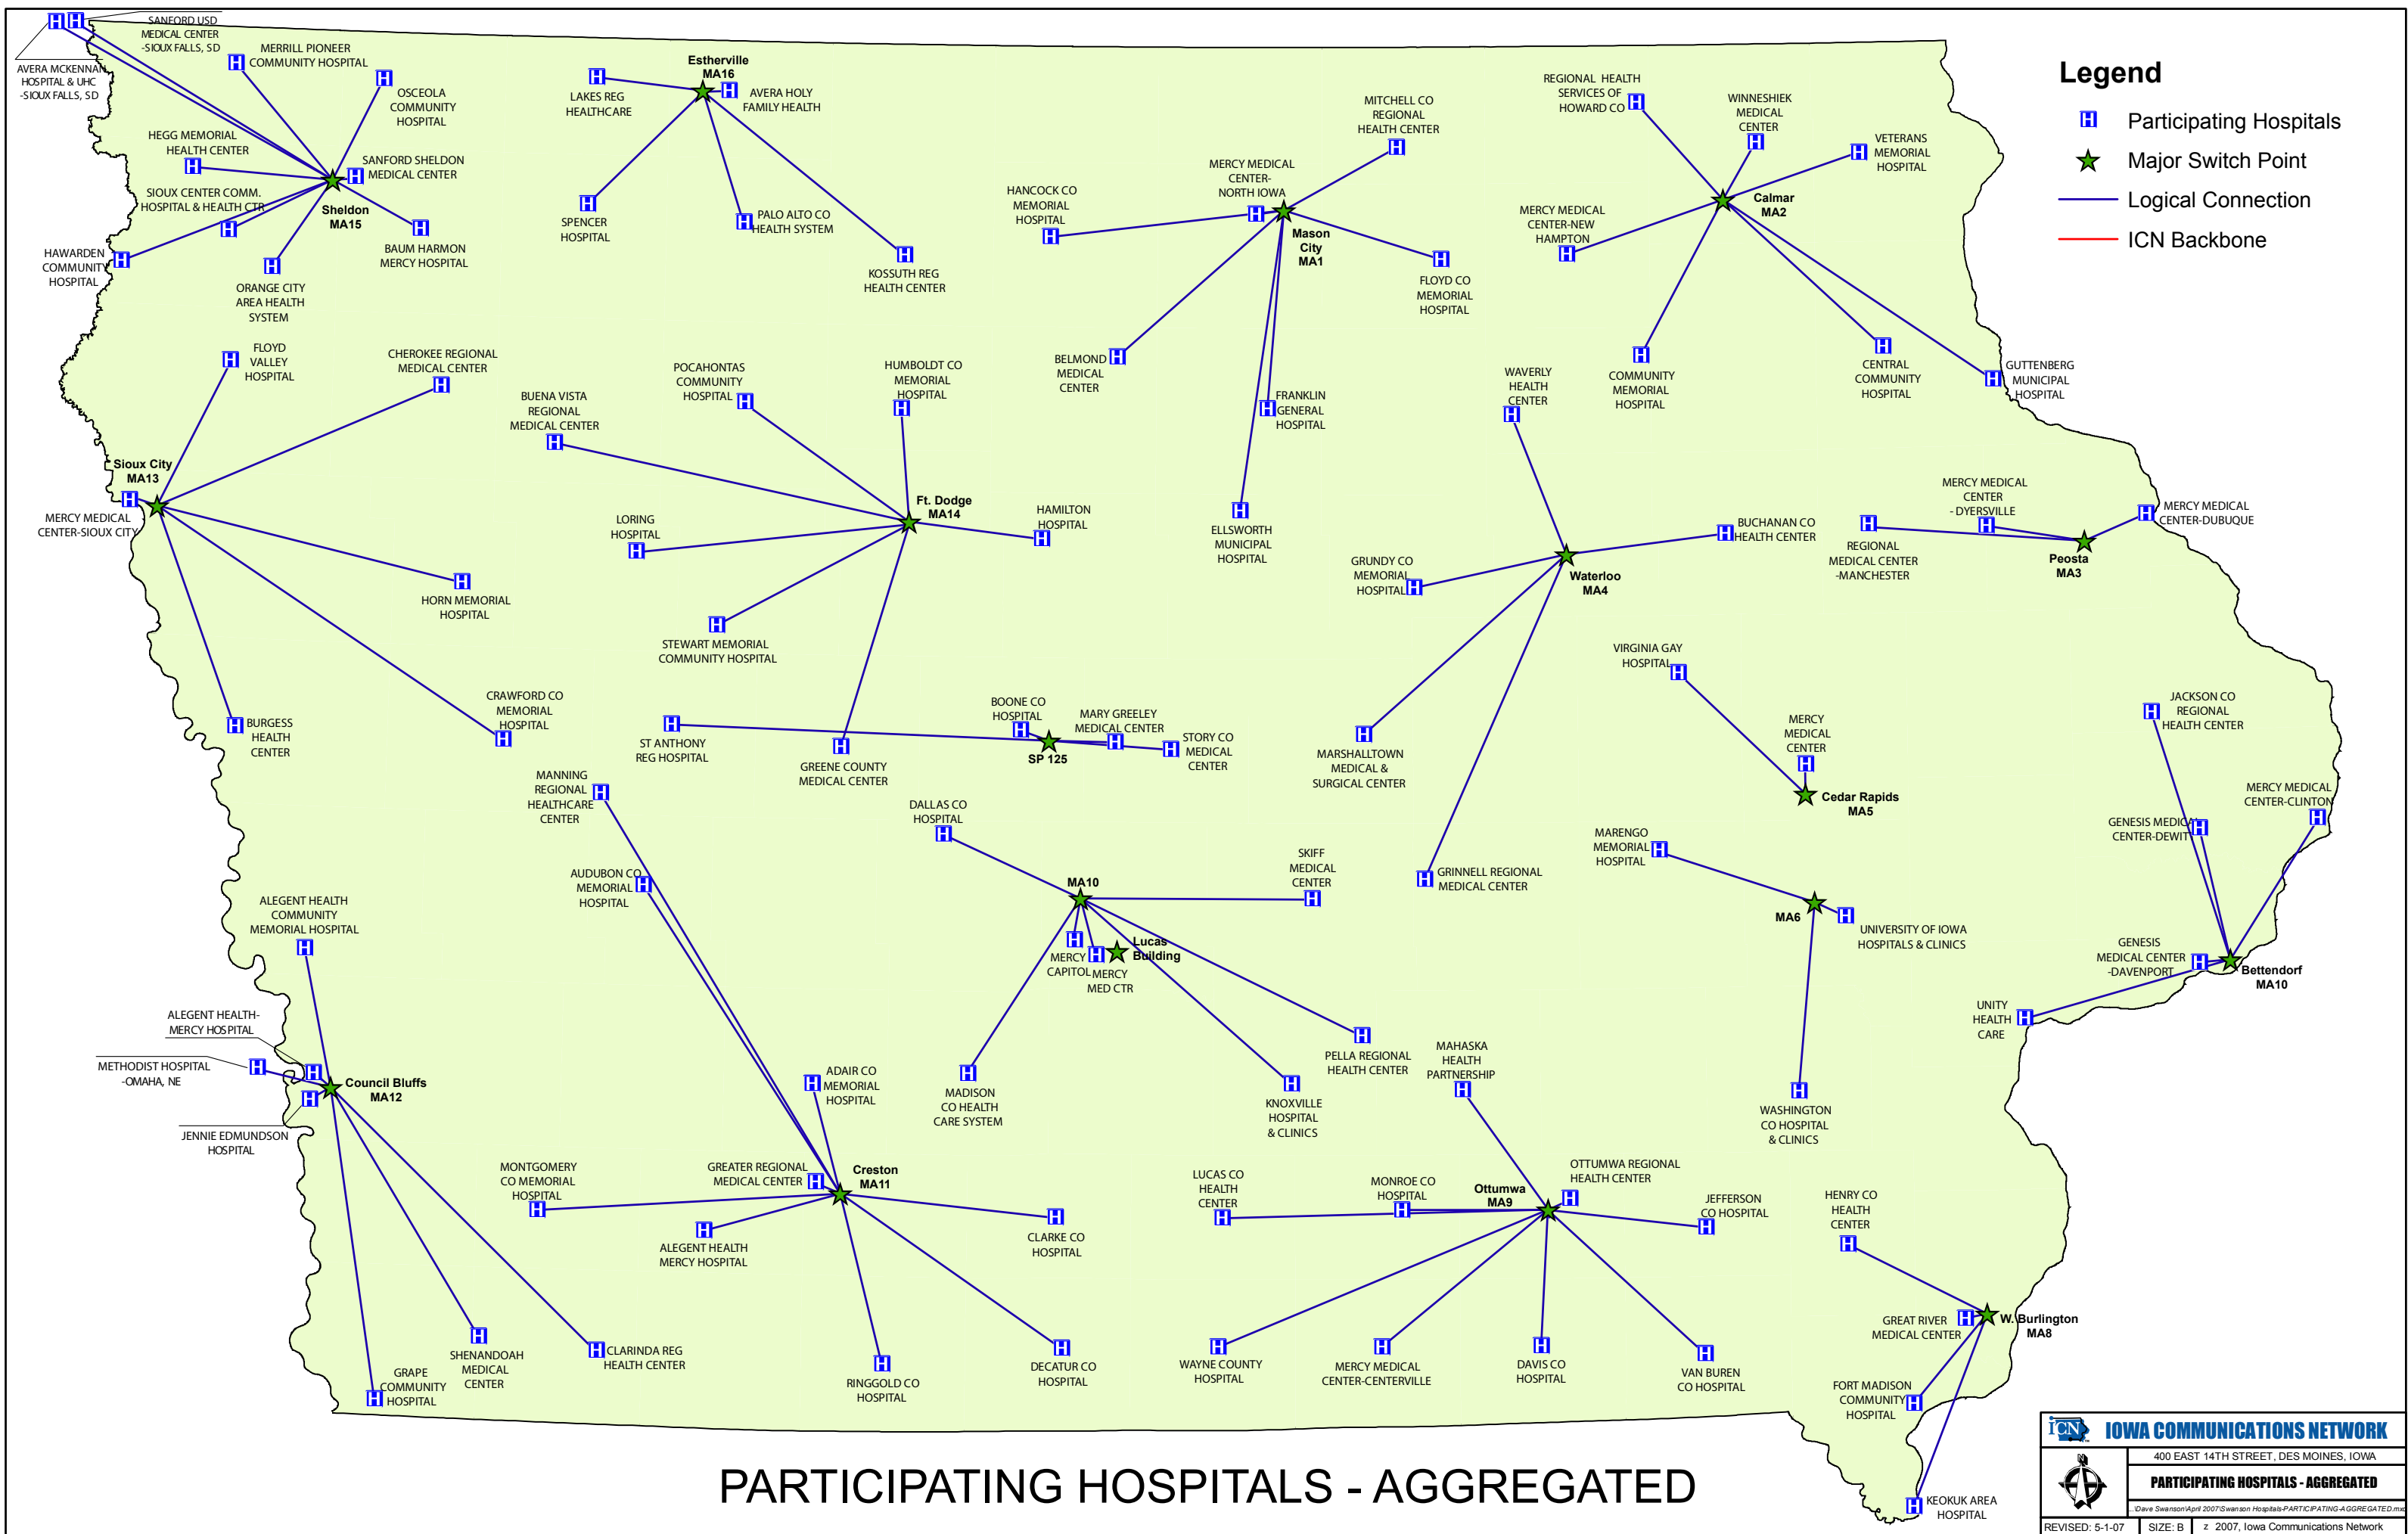 SANFORD USD
MEDICAL CENTER
-SIOUX FALLS, SD
AVERA MCKENNAN
HOSPITAL & UHC
-SIOUX FALLS, SD
MERRILL PIONEER
COMMUNITY HOSPITAL
OSCEOLA
COMMUNITY
HOSPITAL
HEGG MEMORIAL
HEALTH CENTER
SANFORD SHELDON
MEDICAL CENTER
SIOUX CENTER COMM.
HOSPITAL & HEALTH CTR
Sheldon
MA15
HAWARDEN
COMMUNITY
HOSPITAL
ORANGE CITY
AREA HEALTH
SYSTEM
BAUM HARMON
MERCY HOSPITAL
Estherville
MA16
LAKES REG
HEALTHCARE
AVERA HOLY
FAMILY HEALTH
SPENCER
HOSPITAL
PALO ALTO CO
HEALTH SYSTEM
KOSSUTH REG
HEALTH CENTER
MITCHELL CO
REGIONAL
HEALTH CENTER
MERCY MEDICAL
CENTER-
NORTH IOWA
HANCOCK CO
MEMORIAL
HOSPITAL
Mason
City
MA1
FLOYD CO
MEMORIAL
HOSPITAL
BELMOND
MEDICAL
CENTER
FRANKLIN
GENERAL
HOSPITAL
ELLSWORTH
MUNICIPAL
HOSPITAL
REGIONAL HEALTH
SERVICES OF
HOWARD CO
WINNESHIEK
MEDICAL
CENTER
VETERANS
MEMORIAL
HOSPITAL
MERCY MEDICAL
CENTER-NEW
HAMPTON
Calmar
MA2
COMMUNITY
MEMORIAL
HOSPITAL
CENTRAL
COMMUNITY
HOSPITAL
GUTTENBERG
MUNICIPAL
HOSPITAL
Legend
H Participating Hospitals
Major Switch Point
Logical Connection
ICN Backbone
FLOYD
VALLEY
HOSPITAL
CHEROKEE REGIONAL
MEDICAL CENTER
Sioux City
MA13
MERCY MEDICAL
CENTER-SIOUX CITY
HORN MEMORIAL
HOSPITAL
BURGESS
HEALTH
CENTER
CRAWFORD CO
MEMORIAL
HOSPITAL
BUENA VISTA
REGIONAL
MEDICAL CENTER
POCAHONTAS
COMMUNITY
HOSPITAL
HUMBOLDT CO
MEMORIAL
HOSPITAL
Ft. Dodge
MA14
HAMILTON
HOSPITAL
LORING
HOSPITAL
STEWART MEMORIAL
COMMUNITY HOSPITAL
GREENE COUNTY
MEDICAL CENTER
WAVERLY
HEALTH
CENTER
BUCHANAN CO
HEALTH CENTER
GRUNDY CO
MEMORIAL
HOSPITAL
Waterloo
MA4
MARSHALLTOWN
MEDICAL &
SURGICAL CENTER
GRINNELL REGIONAL
MEDICAL CENTER
MERCY MEDICAL
CENTER
- DYERSVILLE
MERCY MEDICAL
CENTER-DUBUQUE
REGIONAL
MEDICAL CENTER
-MANCHESTER
Peosta
MA3
VIRGINIA GAY
HOSPITAL
MERCY
MEDICAL
CENTER
Cedar Rapids
MA5
BOONE CO
HOSPITAL
MARY GREELEY
MEDICAL CENTER
ST ANTHONY
REG HOSPITAL
SP 125
STORY CO
MEDICAL
CENTER
JACKSON CO
REGIONAL
HEALTH CENTER
MERCY MEDICAL
CENTER-CLINTON
GENESIS MEDICAL
CENTER-DEWIT
GENESIS
MEDICAL CENTER
-DAVENPORT
Bettendorf
MA10
UNITY
HEALTH
CARE
MARENGO
MEMORIAL
HOSPITAL
MA6
UNIVERSITY OF IOWA
HOSPITALS & CLINICS
WASHINGTON
CO HOSPITAL
& CLINICS
DALLAS CO
HOSPITAL
SKIFF
MEDICAL
CENTER
MA10
Lucas
Building
MERCY
CAPITOL
MERCY
MED CTR
PELLA REGIONAL
HEALTH CENTER
KNOXVILLE
HOSPITAL
& CLINICS
MADISON
CO HEALTH
CARE SYSTEM
MANNING
REGIONAL
HEALTHCARE
CENTER
AUDUBON CO
MEMORIAL
HOSPITAL
ADAIR CO
MEMORIAL
HOSPITAL
MONTGOMERY
CO MEMORIAL
HOSPITAL
GREATER REGIONAL
MEDICAL CENTER
Creston
MA11
ALEGENT HEALTH
MERCY HOSPITAL
CLARKE CO
HOSPITAL
RINGGOLD CO
HOSPITAL
DECATUR CO
HOSPITAL
ALEGENT HEALTH
COMMUNITY
MEMORIAL HOSPITAL
ALEGENT HEALTH-
MERCY HOSPITAL
METHODIST HOSPITAL
-OMAHA, NE
Council Bluffs
MA12
JENNIE EDMUNDSON
HOSPITAL
GRAPE
COMMUNITY
HOSPITAL
SHENANDOAH
MEDICAL
CENTER
CLARINDA REG
HEALTH CENTER
MAHASKA
HEALTH
PARTNERSHIP
LUCAS CO
HEALTH
CENTER
MONROE CO
HOSPITAL
Ottumwa
MA9
OTTUMWA REGIONAL
HEALTH CENTER
JEFFERSON
CO HOSPITAL
WAYNE COUNTY
HOSPITAL
MERCY MEDICAL
CENTER-CENTERVILLE
DAVIS CO
HOSPITAL
VAN BUREN
CO HOSPITAL
HENRY CO
HEALTH
CENTER
GREAT RIVER
MEDICAL CENTER
W. Burlington
MA8
FORT MADISON
COMMUNITY
HOSPITAL
KEOKUK AREA
HOSPITAL
PARTICIPATING HOSPITALS - AGGREGATED
ICN IOWA COMMUNICATIONS NETWORK
400 EAST 14TH STREET, DES MOINES, IOWA
PARTICIPATING HOSPITALS - AGGREGATED
...\Dave Swanson\April 2007\Swanson Hospitals-PARTICIPATING-AGGREGATED.mxd
REVISED: 5-1-07 SIZE: B z 2007, Iowa Communications Network